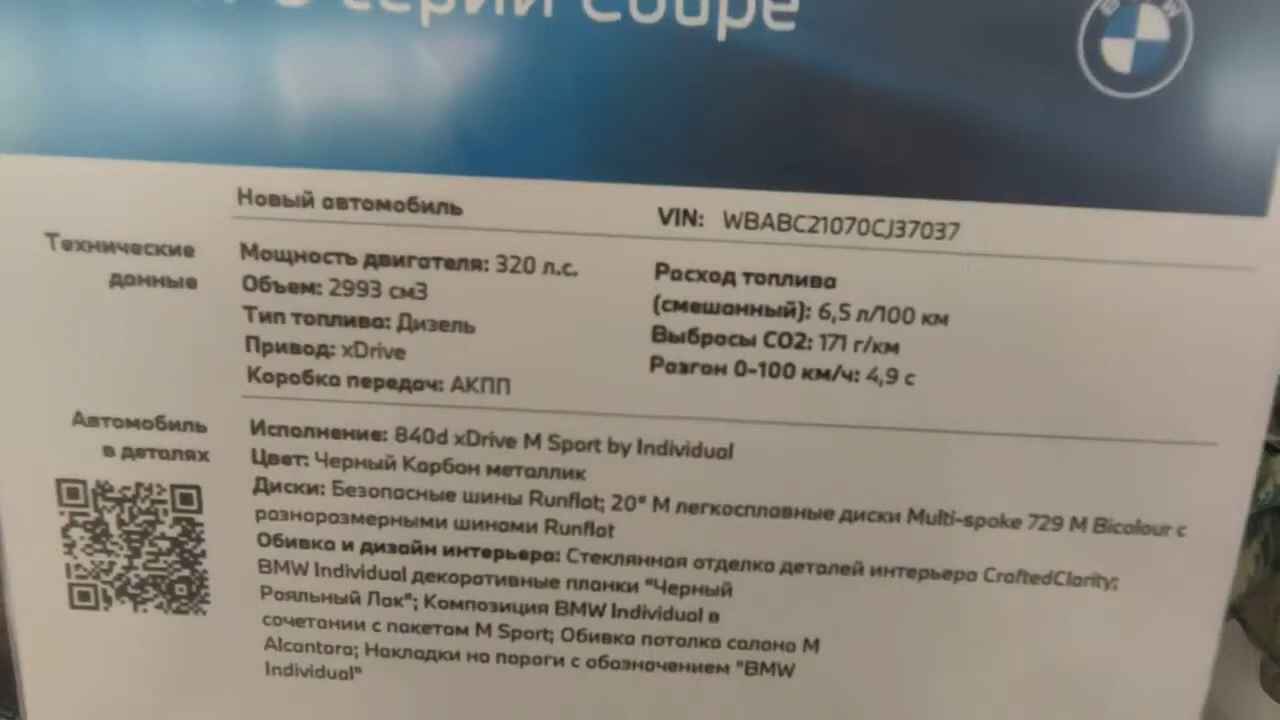 8 серии Coupe
BMW
Новый автомобиль
VIN: WBABC21070CJ37037
Технические
данные
Мощность двигателя: 320 л.с.
Объем: 2993 см3
Тип топлива: Дизель
Привод: xDrive
Коробка передач: АКПП
Расход топлива
(смешанный): 6,5 л/100 км
Выбросы CO2: 171 г/км
Разгон 0-100 км/ч: 4,9 с
Автомобиль
в деталях
Исполнение: 840d xDrive M Sport by Individual
Цвет: Черный Карбон металлик
Диски: Безопасные шины Runflat; 20" M легкосплавные диски Multi-spoke 729 M Bicolour с
разноразмерными шинами Runflat
Обивка и дизайн интерьера: Стеклянная отделка деталей интерьера CraftedClarity;
BMW Individual декоративные планки "Черный
Рояльный Лак"; Композиция BMW Individual в
сочетании с пакетом M Sport; Обивка потолка салона M
Alcantara; Накладки на пороги с обозначением "BMW
Individual"